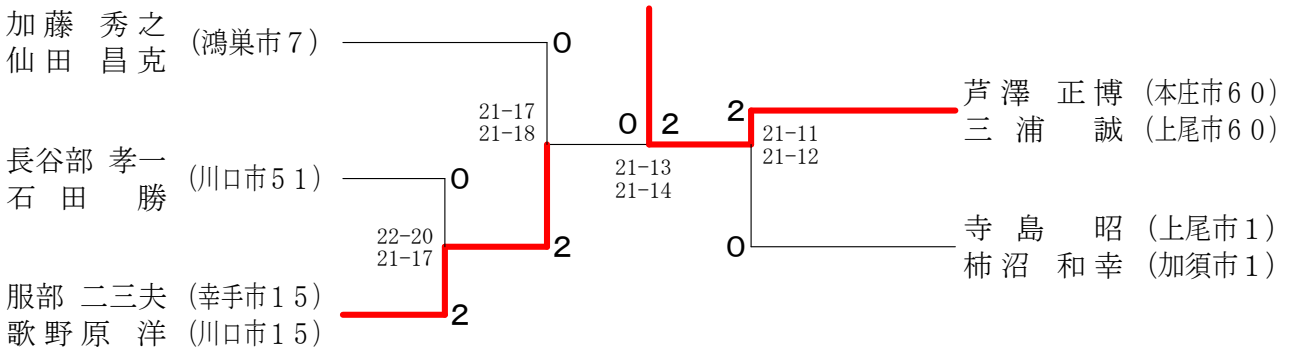 加藤 秀之
仙田 昌克
(鴻巣市７)
0
21-17
21-18
長谷部 孝一
石田 勝
(川口市５１)
0
22-20
21-17
2
服部 二三夫 (幸手市１５)
歌野原 洋 (川口市１５)
2
0 2
21-13
21-14
2
21-11
21-12
芦澤 正博 (本庄市６０)
三浦 誠 (上尾市６０)
0
寺島 昭 (上尾市１)
柿沼 和幸 (加須市１)